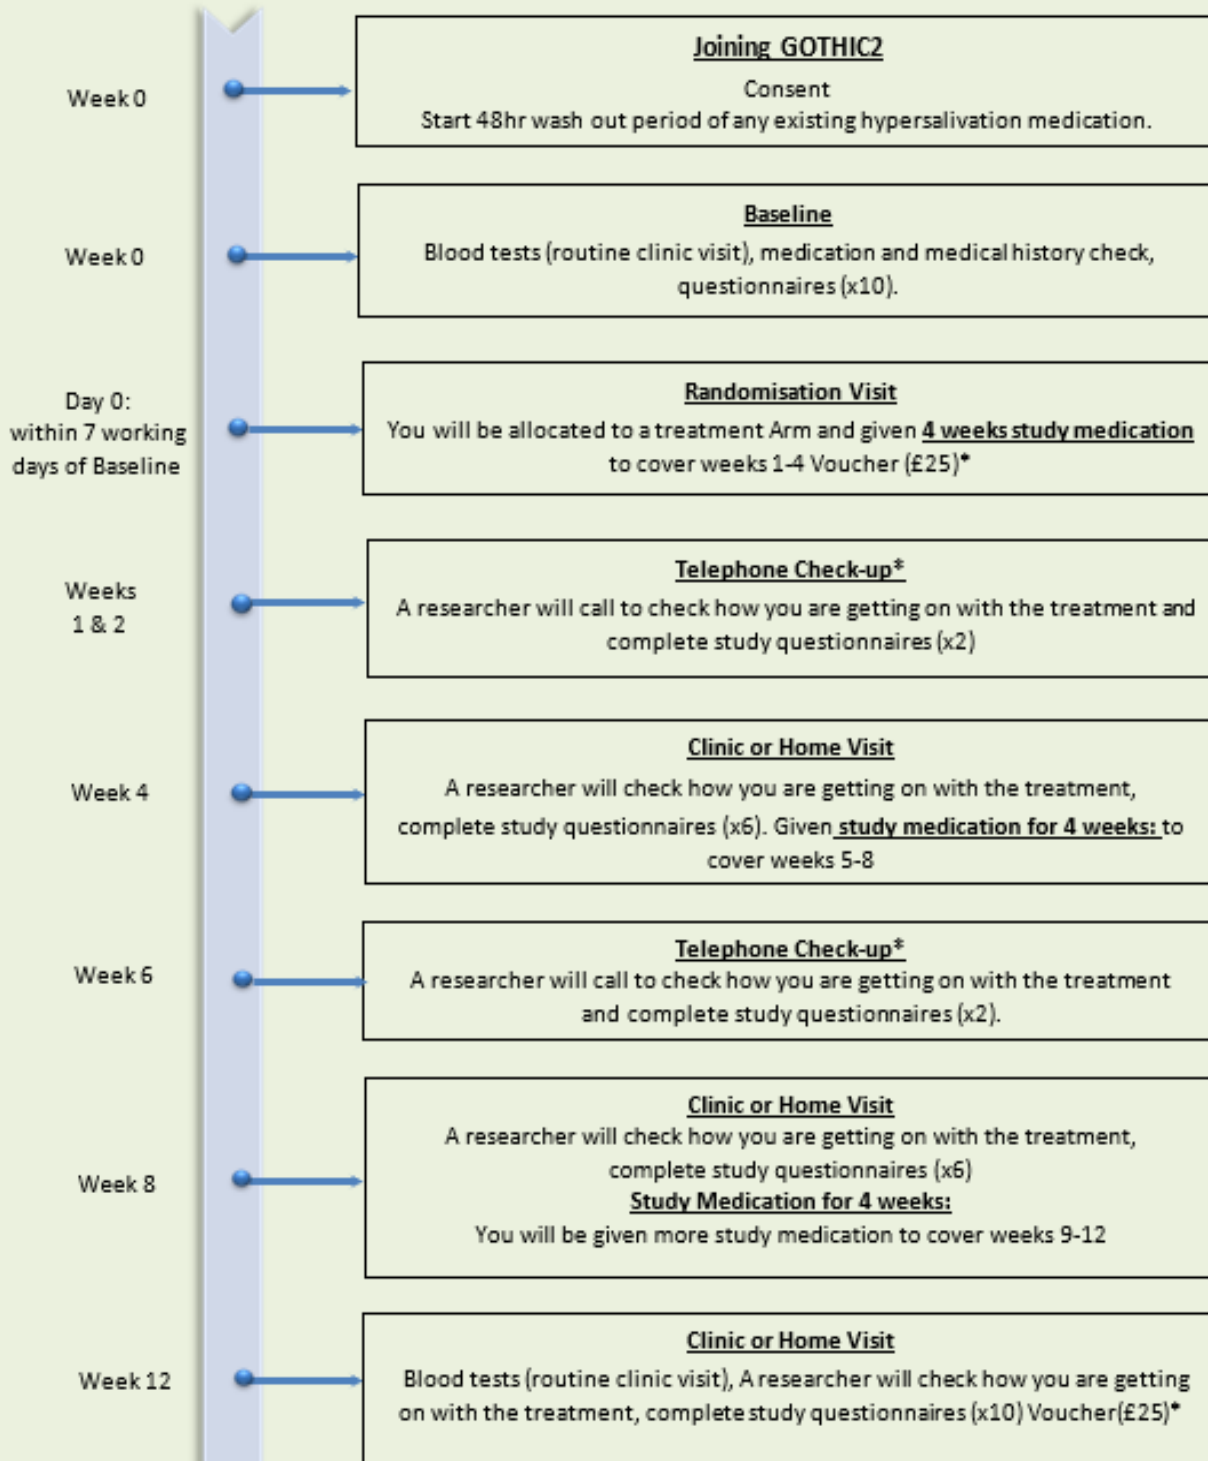 Joining GOTHIC2
Week 0
Consent
Start 48hr wash out period of any existing hypersalivation medication.
Baseline
Week 0
Blood tests (routine clinic visit), medication and medical history check,
questionnaires (x10).
Randomisation Visit
Day 0:
within 7 working
days of Baseline
You will be allocated to a treatment Arm and given 4 weeks study medication
to cover weeks 1-4 Voucher (£25)*
Telephone Check-up*
Weeks
1 & 2
A researcher will call to check how you are getting on with the treatment and
complete study questionnaires (x2)
Clinic or Home Visit
Week 4
A researcher will check how you are getting on with the treatment,
complete study questionnaires (x6). Given study medication for 4 weeks: to
cover weeks 5-8
Telephone Check-up*
Week 6
A researcher will call to check how you are getting on with the treatment
and complete study questionnaires (x2).
Clinic or Home Visit
Week 8
A researcher will check how you are getting on with the treatment,
complete study questionnaires (x6)
Study Medication for 4 weeks:
You will be given more study medication to cover weeks 9-12
Clinic or Home Visit
Week 12
Blood tests (routine clinic visit), A researcher will check how you are getting
on with the treatment, complete study questionnaires (x10) Voucher(£25)*